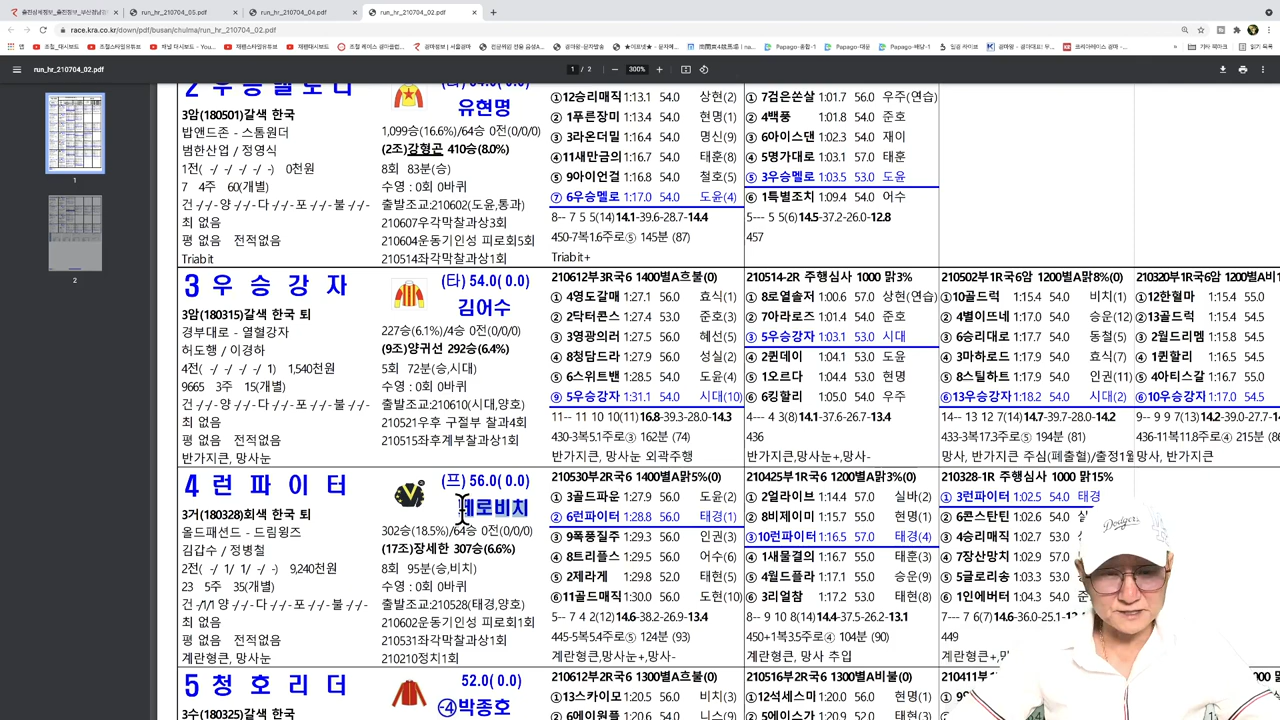 출전상세정보_출전정보_부산경남경
run_hr_210704_05.pdf
run_hr_210704_04.pdf
run_hr_210704_02.pdf
race.kra.co.kr/down/pdf/busan/chulma/run_hr_210704_02.pdf
run_hr_210704_02.pdf
1 / 2
300%
1
2
2 우 승 멜 로 디
유현명
3암(180501)갈색 한국
밥앤드존 - 스톰원더
범한산업 / 정영식
1전( -/ -/ -/ -/ -) 0천원
7 4주 60(개별)
건-/-/-양-/-/-다-/-/-포-/-/-불-/-/-
최 없음
평 없음 전적없음
Triabit
1,099승(16.6%)/64승 0전(0/0/0)
(2조)강형곤 410승(8.0%)
8회 83분(승)
수영 : 0회 0바퀴
출발조교:210602(도윤,통과)
210607우각막찰과상3회
210604운동기인성 피로회5회
210514좌각막찰과상1회
①12승리매직 1:13.1 54.0 상현(2)
② 1푸른장미 1:13.4 54.0 현명(1)
③ 3라온더밀 1:16.4 54.0 명신(9)
④11새만금의 1:16.7 54.0 태훈(8)
⑤ 9아이언걸 1:16.8 54.0 철호(5)
⑦ 6우승멜로 1:17.0 54.0 도윤(4)
8-- 7 5 5(14)14.1-39.6-28.7-14.4
450-7복1.6주로⑤ 145분 (87)
Triabit+
① 7검은쓴살 1:01.7 56.0 우주(연습)
② 4백풍 1:01.8 54.0 준호
③ 6아이스댄 1:02.3 54.0 재이
④ 5명가대로 1:03.1 57.0 태훈
⑤ 3우승멜로 1:03.5 53.0 도윤
⑥ 1특별조치 1:09.4 54.0 어수
5--- 5 5(6)14.5-37.2-26.0-12.8
457
3 우 승 강 자
(타) 54.0( 0.0)
김어수
3암(180315)갈색 한국 퇴
경부대로 - 열혈강자
허도행 / 이경하
4전( -/ -/ -/ -/ 1) 1,540천원
9665 3주 15(개별)
건-/-/-양-/-/-다-/-/-포-/-/-불-/-/-
최 없음
평 없음 전적없음
반가지큰, 망사눈
227승(6.1%)/4승 0전(0/0/0)
(9조)양귀선 292승(6.4%)
5회 72분(승,시대)
수영 : 0회 0바퀴
출발조교:210610(시대,양호)
210521우후 구절부 찰과4회
210515좌후계부찰과상1회
210612부3R국6 1400별A흐불(0)
① 4영도갈매 1:27.1 56.0 효식(1)
② 2닥터콘스 1:27.4 53.0 준호(3)
③ 3영광의러 1:27.7 54.0 혜선(5)
④ 8청담드라 1:27.9 56.0 성실(2)
⑤ 6스위트밴 1:28.5 54.0 도윤(4)
⑨ 5우승강자 1:31.1 53.0 시대(10)
11-- 11 10 10(11)16.8-39.3-28.0-14.3
430-3복5.1주로③ 162분 (74)
반가지큰, 망사눈 외곽주행
210514-2R 주행심사 1000 맑3%
① 8로열솔저 1:00.6 57.0 상현(연습)
② 7아라로즈 1:01.4 54.0 준호
③ 5우승강자 1:03.1 53.0 시대
④ 2퀸데이 1:04.1 53.0 도윤
⑤ 1오르다 1:04.4 53.0 현명
⑥ 6킹할리 1:05.0 54.0 우주
4--- 4 3(8)14.1-37.6-26.7-13.4
436
반가지큰,망사눈+,망사-
210502부1R국6암 1200별A맑8%(0)
①10골드럭 1:15.4 54.0 비치(1)
② 4별이뜨네 1:17.0 54.0 승운(12)
③ 6승리대로 1:17.7 54.0 동철(5)
④ 3마하로드 1:17.9 54.0 효식(7)
⑤ 8스틸하트 1:17.9 54.0 인권(11)
⑥13우승강자 1:18.2 54.0 시대(2)
14-- 13 12 7(14)14.7-39.7-28.0-14.2
433-3복17.3주로⑤ 194분 (81)
210320부1R국6암 1200별A비1
①12한혈마 1:15.4 55.0
②13골드럭 1:15.4 54.5
③ 2월드리멤 1:15.8 54.5
④ 1퀸할리 1:16.5 54.5
⑤ 4아티스갈 1:16.7 55.0
⑥10우승강자 1:17.0 54.5
436-11복11.8주로④ 215분 (8
망사, 반가지큰
4 런 파 이 터
(프) 56.0( 0.0)
페로비치
3거(180328)회색 한국 퇴
올드패션드 - 드림윙즈
김갑수 / 정병철
2전( -/ 1/ 1/ -/ -) 9,240천원
23 5주 35(개별)
최 없음
평 없음 전적없음
계란형큰, 망사눈
302승(18.5%)/64승 0전(0/0/0)
(17조)장세한 307승(6.6%)
8회 95분(승,비치)
수영 : 0회 0바퀴
출발조교:210528(태경,양호)
210602운동기인성 피로회1회
210531좌각막찰과상1회
210210정치1회
210530부2R국6 1400별A맑5%(0)
① 3골드파운 1:27.9 56.0 도윤(2)
② 6런파이터 1:28.8 56.0 태경(1)
③ 9폭풍질주 1:29.3 56.0 인권(3)
④ 8트리플스 1:29.5 56.0 어수(6)
⑤ 2제라게 1:29.8 52.0 태현(5)
⑥11골드매직 1:30.0 56.0 도현(10)
5-- 7 4 2(12)14.6-38.2-26.9-13.4
445-5복5.4주로⑤ 124분 (93)
계란형큰,망사눈+,망사-
210425부1R국6 1200별A맑3%(0)
① 2얼라이브 1:14.4 57.0 실바(2)
② 8비제이미 1:15.7 56.0 현명(1)
③10런파이터 1:16.5 57.0 태경(4)
④ 1새물결의 1:17.0 56.0 태훈(3)
⑤ 4월드플라 1:17.1 57.0 승운(9)
⑥ 3리얼참 1:17.2 56.0 태현(8)
8-- 9 10 8(14)14.4-37.5-26.2-13.1
450+1복3.5주로④ 104분 (90)
계란형큰, 망사 추입
210328-1R 주행심사 1000 맑15%
① 3런파이터 1:02.5 54.0 태경
② 6콘스탄틴 1:02.6 54.0
③ 4승리매직 1:02.7 53.0
④ 7장산망치 1:02.9 57.0
⑤ 5글로리송 1:03.3 53.0
⑥ 1인에버터 1:04.3 54.0
449
Dodgers
5 청 호 리 더
52.0( 0.0)
박종호
3수(180325)갈색 한국
210612부2R국6 1300별A흐불(0)
①13스카이로 1:20.5 56.0 비치(3)
210516부2R국6 1300별A비불(0)
①12석세스미 1:20.0 56.0 현명(1)